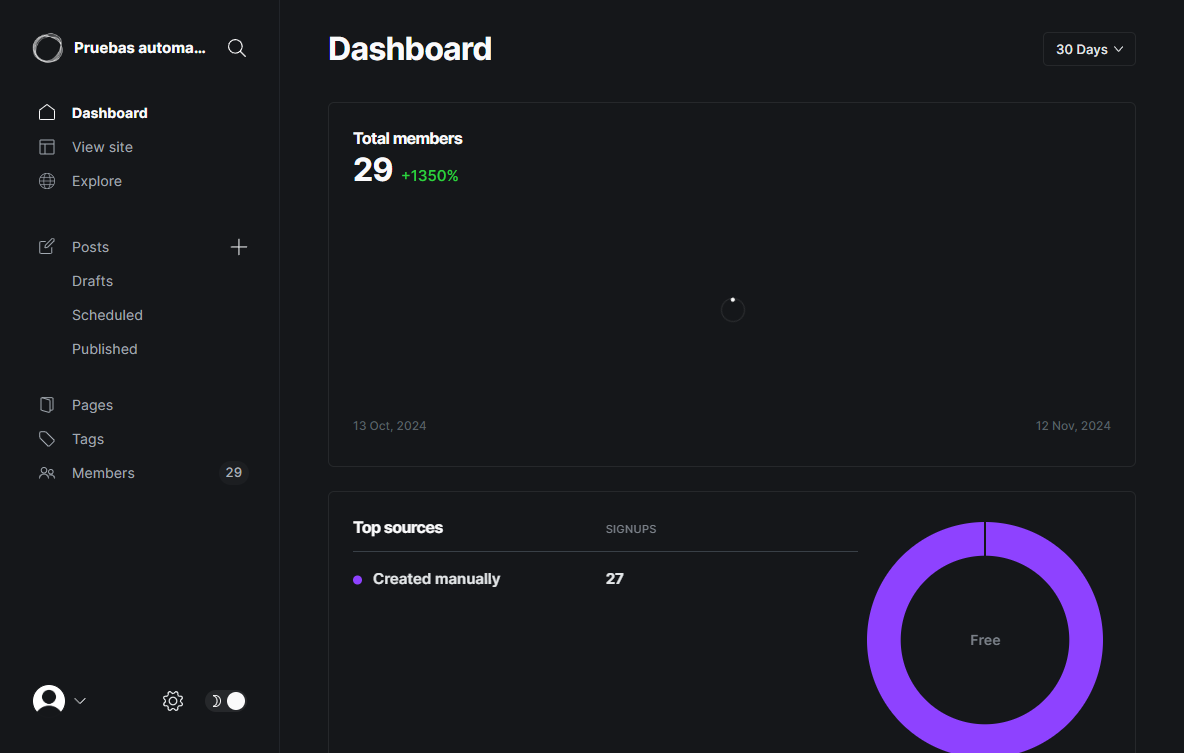 Pruebas automa...
Dashboard
View site
Explore
Posts
Drafts
Scheduled
Published
Pages
Tags
Members 29
Dashboard
30 Days
Total members
29 +1350%
13 Oct, 2024 12 Nov, 2024
Top sources SIGNUPS
Created manually 27
Free